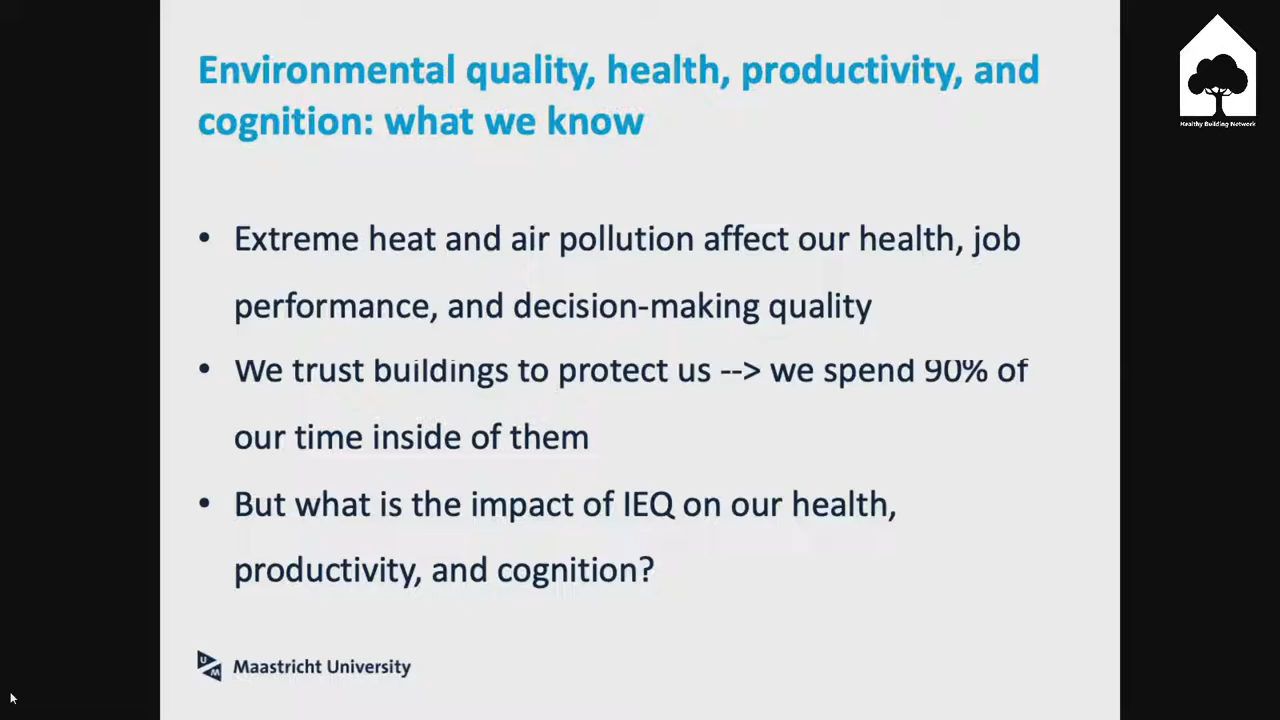 Environmental quality, health, productivity, and
cognition: what we know
• Extreme heat and air pollution affect our health, job
performance, and decision-making quality
• We trust buildings to protect us --> we spend 90% of
our time inside of them
• But what is the impact of IEQ on our health,
productivity, and cognition?
UM Maastricht University
Healthy Building Network